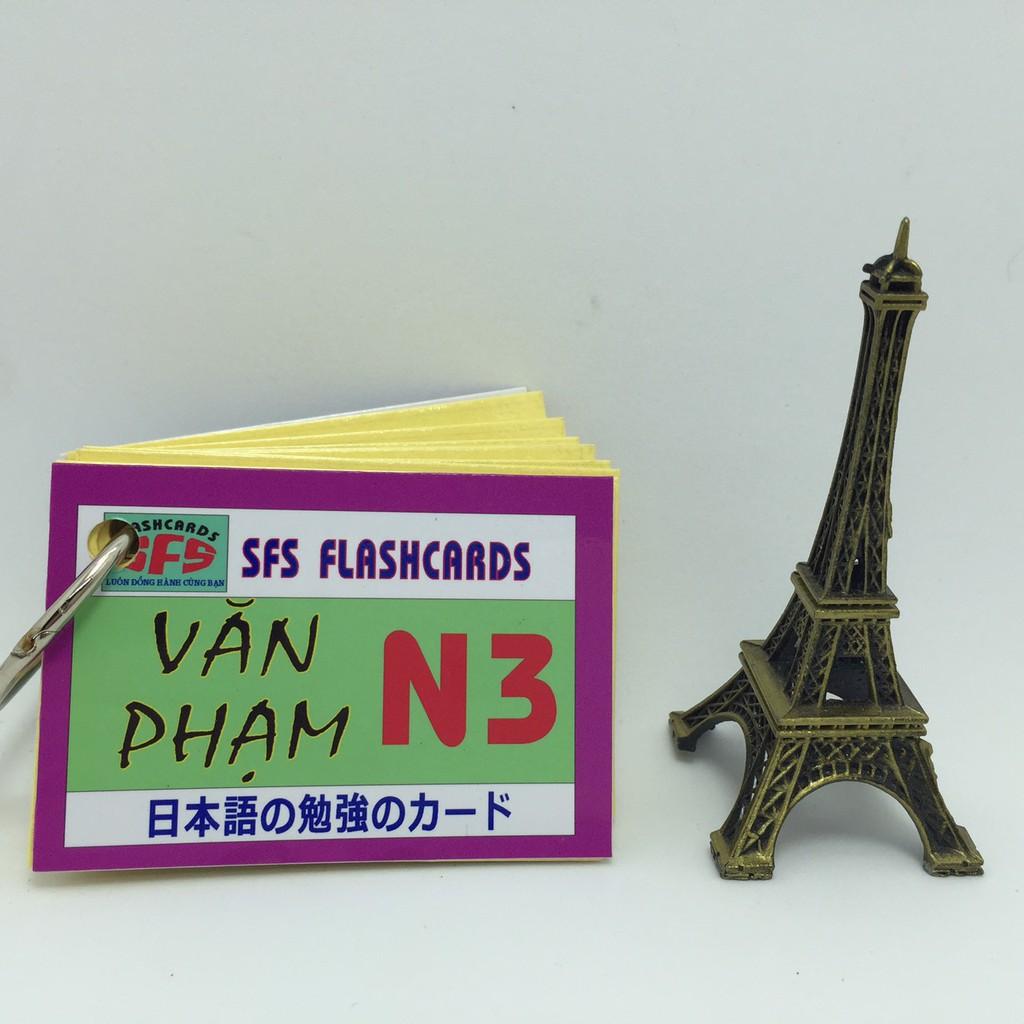 SFS
LUÔN ĐỒNG HÀNH CÙNG BẠN
SFS FLASHCARDS
VĂN
PHẠM
N3
日本語の勉強のカード